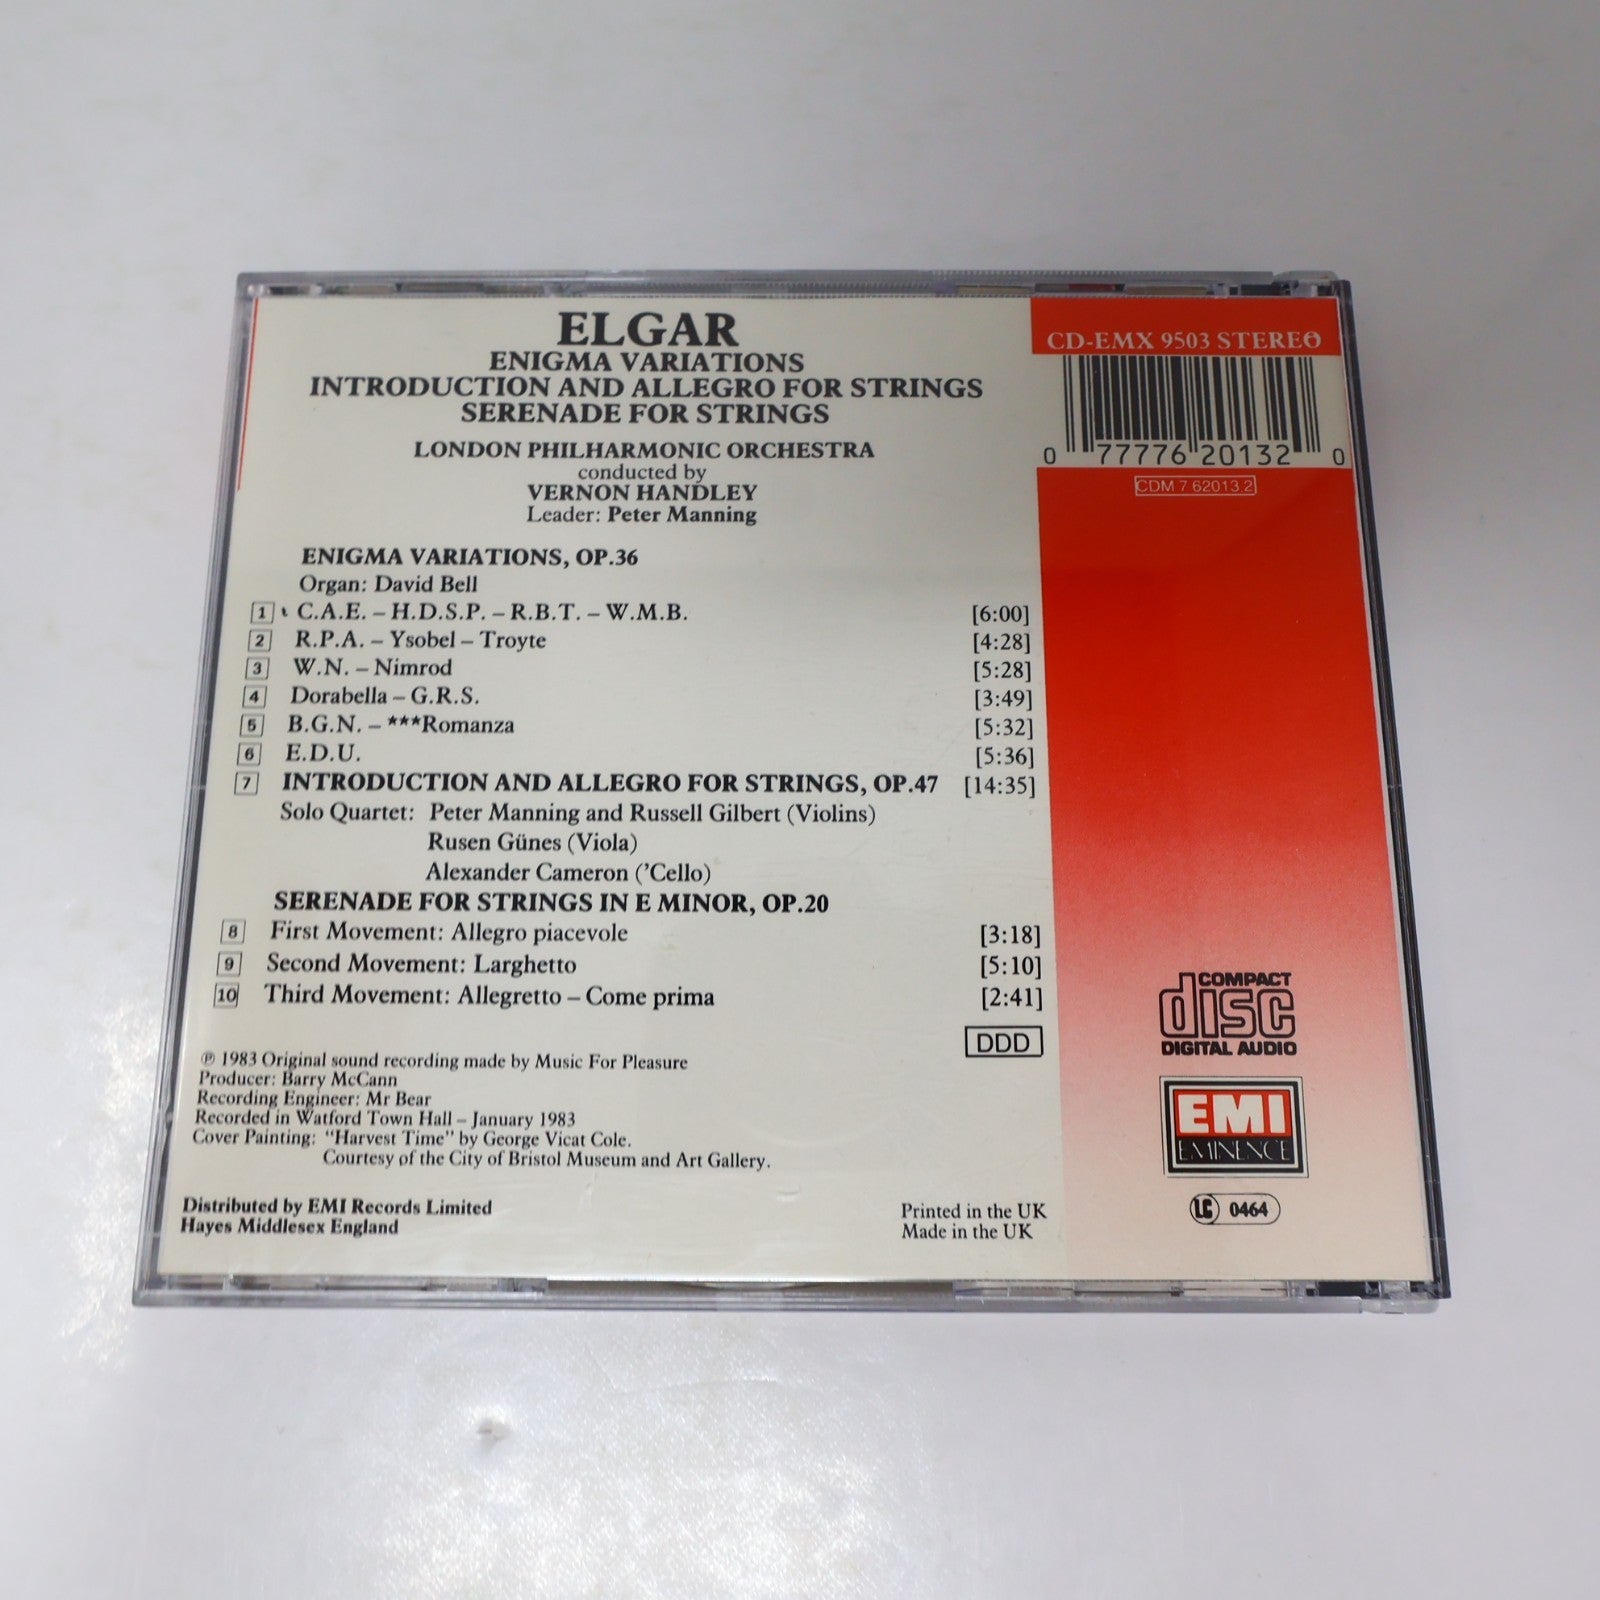 ELGAR
ENIGMA VARIATIONS
INTRODUCTION AND ALLEGRO FOR STRINGS
SERENADE FOR STRINGS
LONDON PHILHARMONIC ORCHESTRA
conducted by
VERNON HANDLEY
Leader: Peter Manning
CD-EMX 9503 STEREO
0 77776 20132 0
CDM 7 62013 2
ENIGMA VARIATIONS, OP.36
Organ: David Bell
1 C.A.E. – H.D.S.P. – R.B.T. – W.M.B. [6:00]
2 R.P.A. – Ysobel – Troyte [4:28]
3 W.N. – Nimrod [5:28]
4 Dorabella – G.R.S. [3:49]
5 B.G.N. – ***Romanza [5:32]
6 E.D.U. [5:36]
7 INTRODUCTION AND ALLEGRO FOR STRINGS, OP.47 [14:35]
Solo Quartet: Peter Manning and Russell Gilbert (Violins)
Rusen Günes (Viola)
Alexander Cameron ('Cello)
SERENADE FOR STRINGS IN E MINOR, OP.20
8 First Movement: Allegro piacevole [3:18]
9 Second Movement: Larghetto [5:10]
10 Third Movement: Allegretto – Come prima [2:41]
DDD
℗ 1983 Original sound recording made by Music For Pleasure
Producer: Barry McCann
Recording Engineer: Mr Bear
Recorded in Watford Town Hall – January 1983
Cover Painting: "Harvest Time" by George Vicat Cole.
Courtesy of the City of Bristol Museum and Art Gallery.
Distributed by EMI Records Limited
Hayes Middlesex England
Printed in the UK
Made in the UK
COMPACT
disc
DIGITAL AUDIO
EMI
EMINENCE
LC 0464